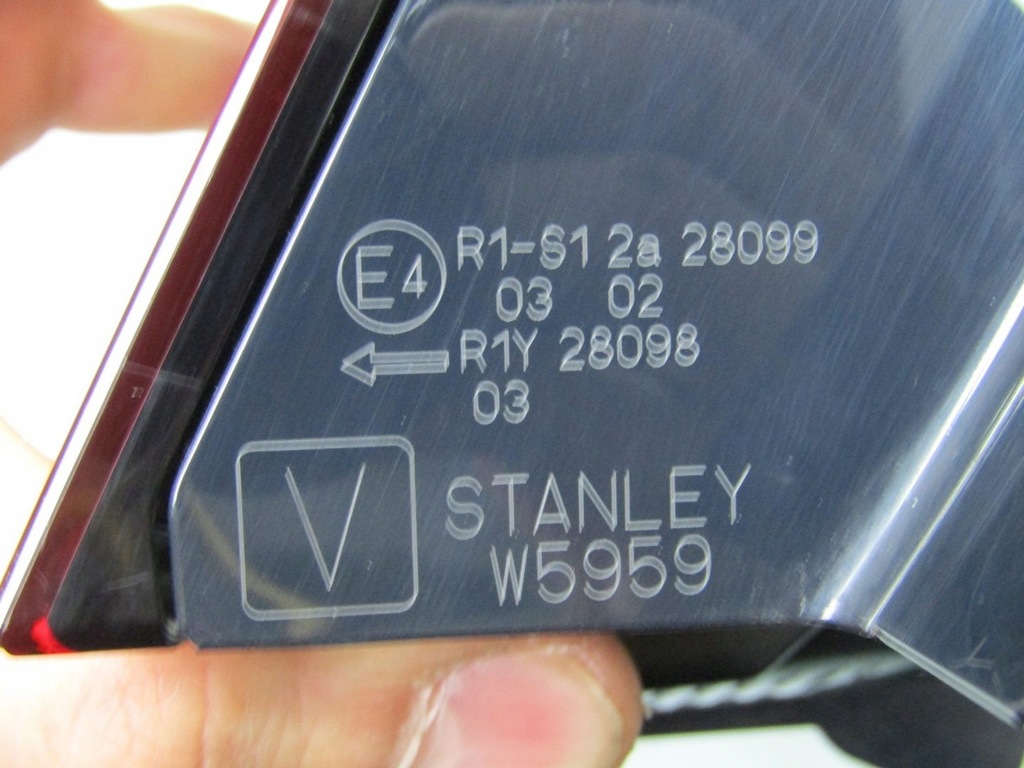 E4 R1-S1 2a 28099
03 02
R1Y 28098
03
V
STANLEY
W5959